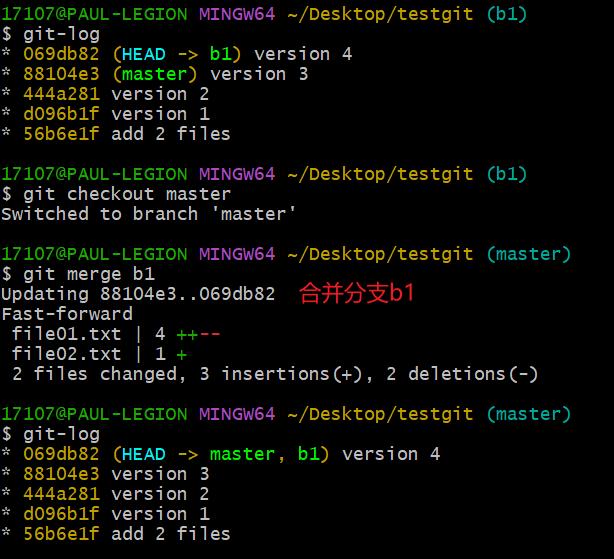 17107@PAUL-LEGION MINGW64 ~/Desktop/testgit (b1)
$ git-log
* 069db82 (HEAD -> b1) version 4
* 88104e3 (master) version 3
* 444a281 version 2
* d096b1f version 1
* 56b6e1f add 2 files
17107@PAUL-LEGION MINGW64 ~/Desktop/testgit (b1)
$ git checkout master
Switched to branch 'master'
17107@PAUL-LEGION MINGW64 ~/Desktop/testgit (master)
$ git merge b1
Updating 88104e3..069db82 合并分支b1
Fast-forward
file01.txt | 4 ++--
file02.txt | 1 +
2 files changed, 3 insertions(+), 2 deletions(-)
17107@PAUL-LEGION MINGW64 ~/Desktop/testgit (master)
$ git-log
* 069db82 (HEAD -> master, b1) version 4
* 88104e3 version 3
* 444a281 version 2
* d096b1f version 1
* 56b6e1f add 2 files